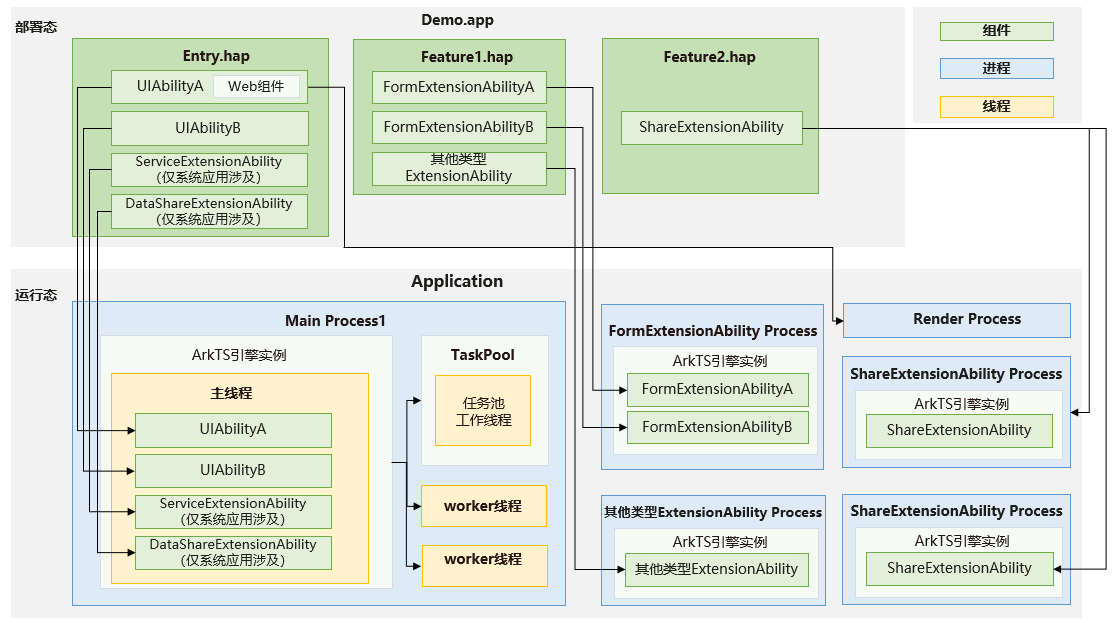 部署态
Demo.app
组件
进程
线程
Entry.hap
UIAbilityA
Web组件
UIAbilityB
ServiceExtensionAbility
(仅系统应用涉及)
DataShareExtensionAbility
(仅系统应用涉及)
Feature1.hap
FormExtensionAbilityA
FormExtensionAbilityB
其他类型
ExtensionAbility
Feature2.hap
ShareExtensionAbility
运行态
Application
Main Process1
ArkTS引擎实例
主线程
UIAbilityA
UIAbilityB
ServiceExtensionAbility
(仅系统应用涉及)
DataShareExtensionAbility
(仅系统应用涉及)
TaskPool
任务池
工作线程
worker线程
worker线程
FormExtensionAbility Process
ArkTS引擎实例
FormExtensionAbilityA
FormExtensionAbilityB
其他类型ExtensionAbility Process
ArkTS引擎实例
其他类型ExtensionAbility
Render Process
ShareExtensionAbility Process
ArkTS引擎实例
ShareExtensionAbility
ShareExtensionAbility Process
ArkTS引擎实例
ShareExtensionAbility